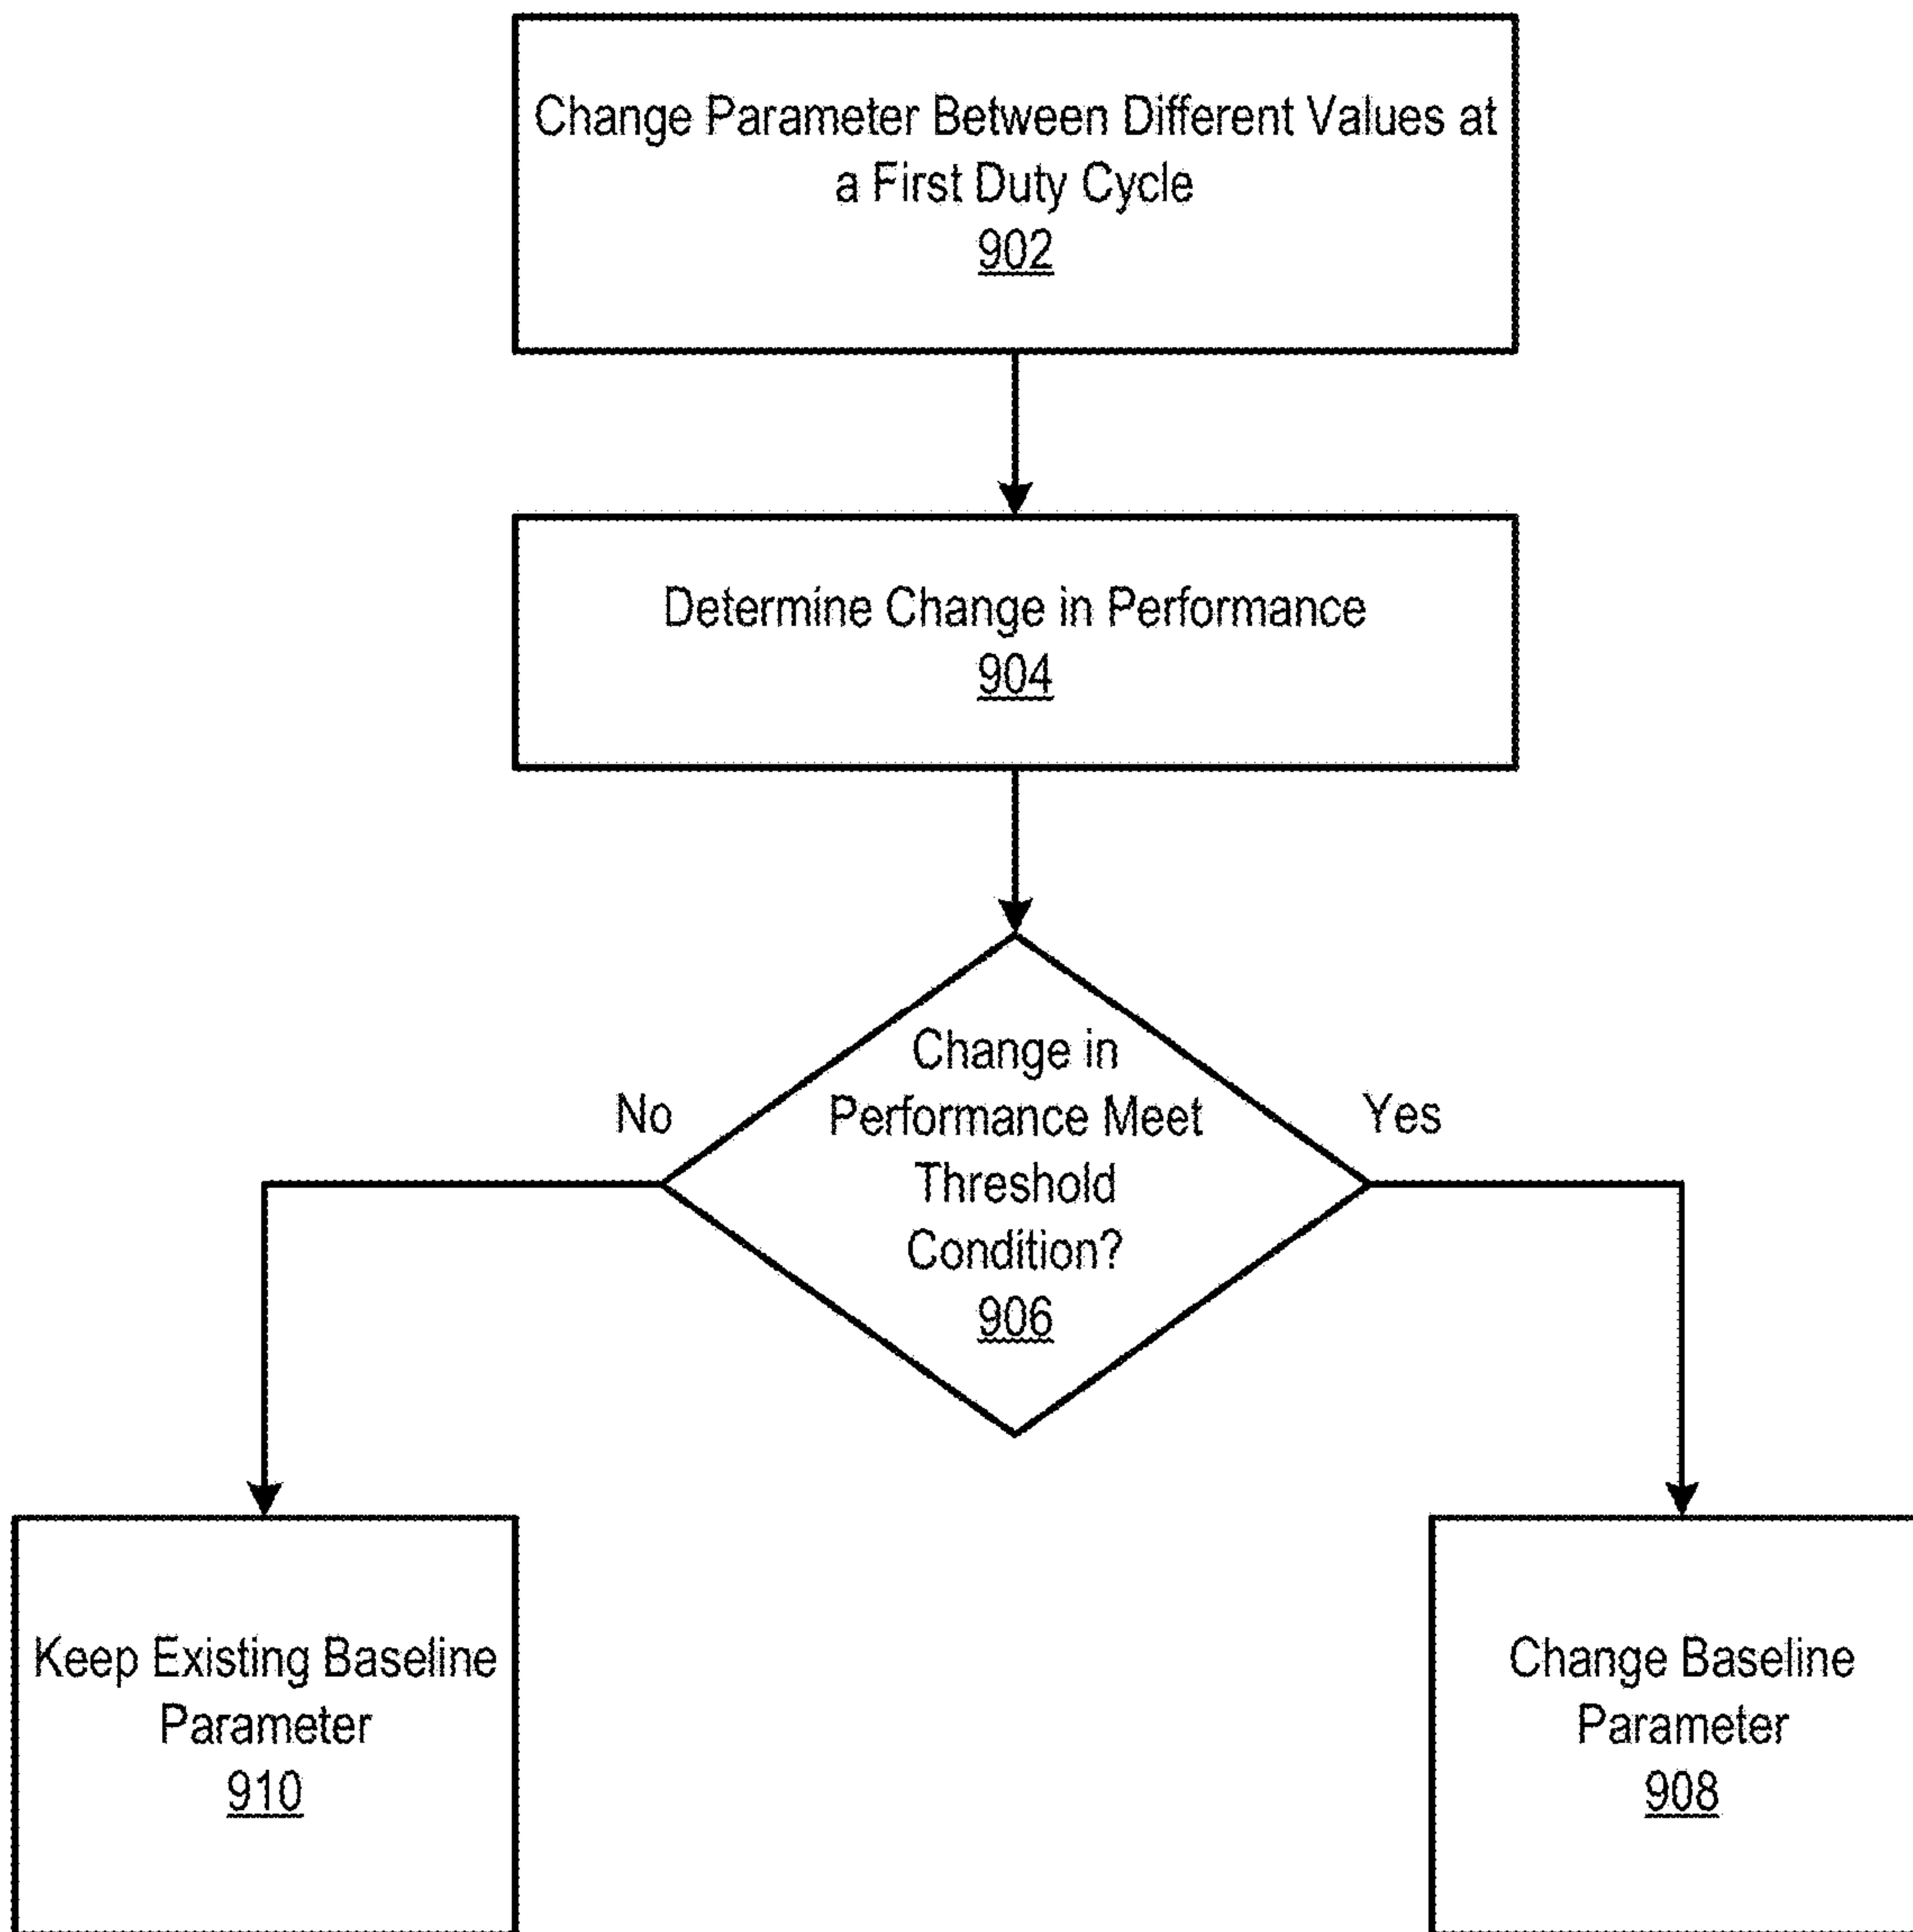 Change Parameter Between Different Values at
a First Duty Cycle
902
Determine Change in Performance
904
Change in
Performance Meet
Threshold
Condition?
906
No
Yes
Keep Existing Baseline
Parameter
910
Change Baseline
Parameter
908